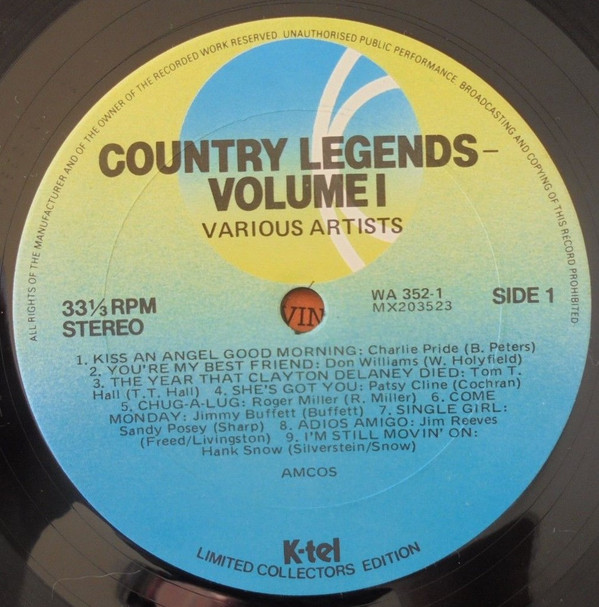 ALL RIGHTS OF THE MANUFACTURER AND OF THE OWNER OF THE RECORDED WORK RESERVED. UNAUTHORISED PUBLIC PERFORMANCE, BROADCASTING AND COPYING OF THIS RECORD PROHIBITED
COUNTRY LEGENDS–
VOLUME I
VARIOUS ARTISTS
33⅓ RPM
STEREO
WA 352-1
MX203523
SIDE 1
VIN
1. KISS AN ANGEL GOOD MORNING: Charlie Pride (B. Peters)
2. YOU'RE MY BEST FRIEND: Don Williams (W. Holyfield)
3. THE YEAR THAT CLAYTON DELANEY DIED: Tom T.
Hall (T.T. Hall) 4. SHE'S GOT YOU: Patsy Cline (Cochran)
5. CHUG-A-LUG: Roger Miller (R. Miller) 6. COME
MONDAY: Jimmy Buffett (Buffett) 7. SINGLE GIRL:
Sandy Posey (Sharp) 8. ADIOS AMIGO: Jim Reeves
(Freed/Livingston) 9. I'M STILL MOVIN' ON:
Hank Snow (Silverstein/Snow)
AMCOS
K-tel
LIMITED COLLECTORS EDITION